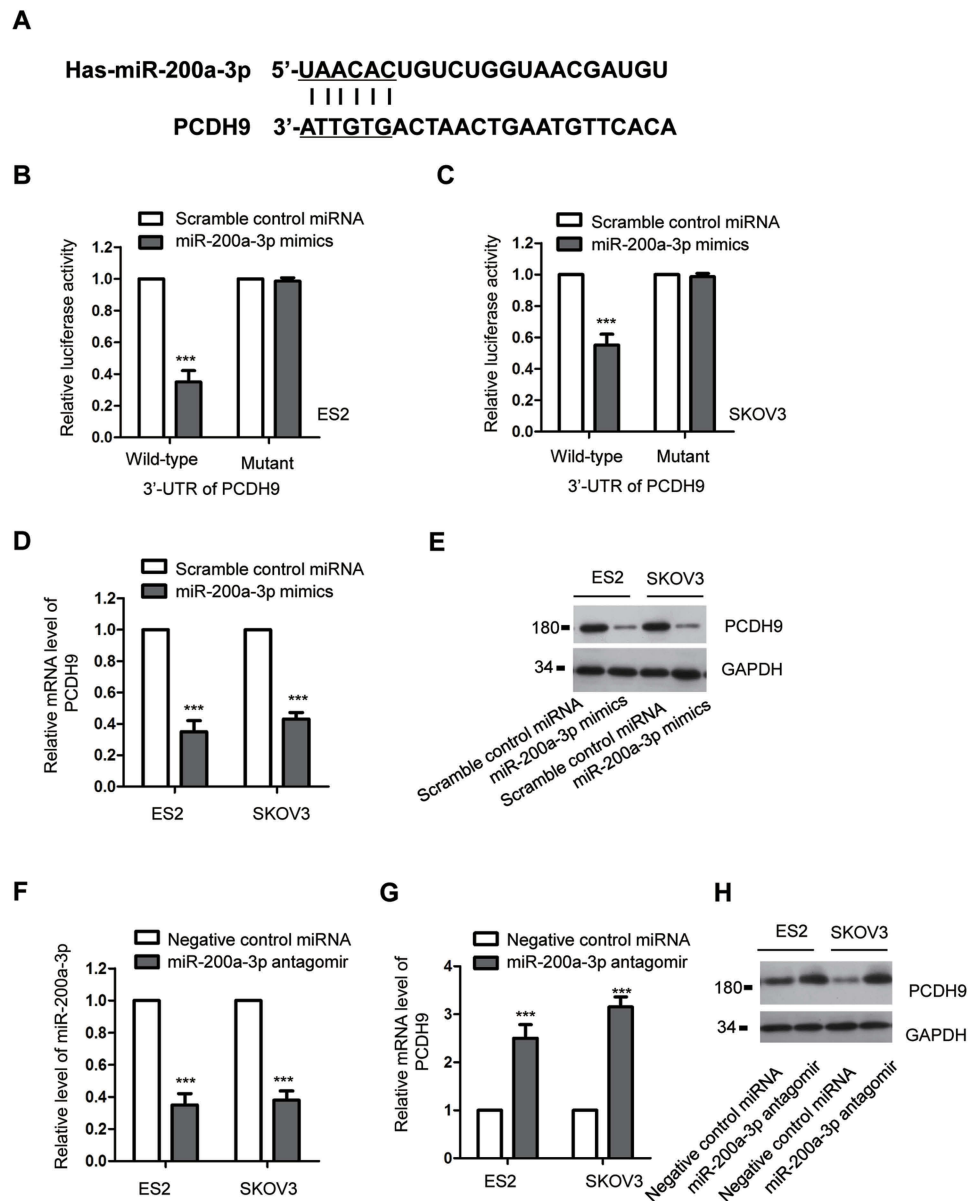 A
Has-miR-200a-3p 5’-UAACACUGUCUGGUAACGAUGU
PCDH9 3’-ATTGTGACTAACTGAATGTTCACA
B
Scramble control miRNA
miR-200a-3p mimics
Relative luciferase activity
1.2
1.0
0.8
0.6
0.4
0.2
0.0
***
ES2
Wild-type Mutant
3’-UTR of PCDH9
C
Scramble control miRNA
miR-200a-3p mimics
Relative luciferase activity
1.2
1.0
0.8
0.6
0.4
0.2
0.0
***
SKOV3
Wild-type Mutant
3’-UTR of PCDH9
D
Scramble control miRNA
miR-200a-3p mimics
Relative mRNA level of
PCDH9
1.2
1.0
0.8
0.6
0.4
0.2
0.0
***
***
ES2 SKOV3
E
ES2 SKOV3
180 PCDH9
34 GAPDH
Scramble control miRNA
miR-200a-3p mimics
Scramble control miRNA
miR-200a-3p mimics
F
Negative control miRNA
miR-200a-3p antagomir
Relative level of miR-200a-3p
1.2
1.0
0.8
0.6
0.4
0.2
0.0
***
***
ES2 SKOV3
G
Negative control miRNA
miR-200a-3p antagomir
Relative mRNA level of
PCDH9
4
3
2
1
0
***
***
ES2 SKOV3
H
ES2 SKOV3
180 PCDH9
34 GAPDH
Negative control miRNA
miR-200a-3p antagomir
Negative control miRNA
miR-200a-3p antagomir